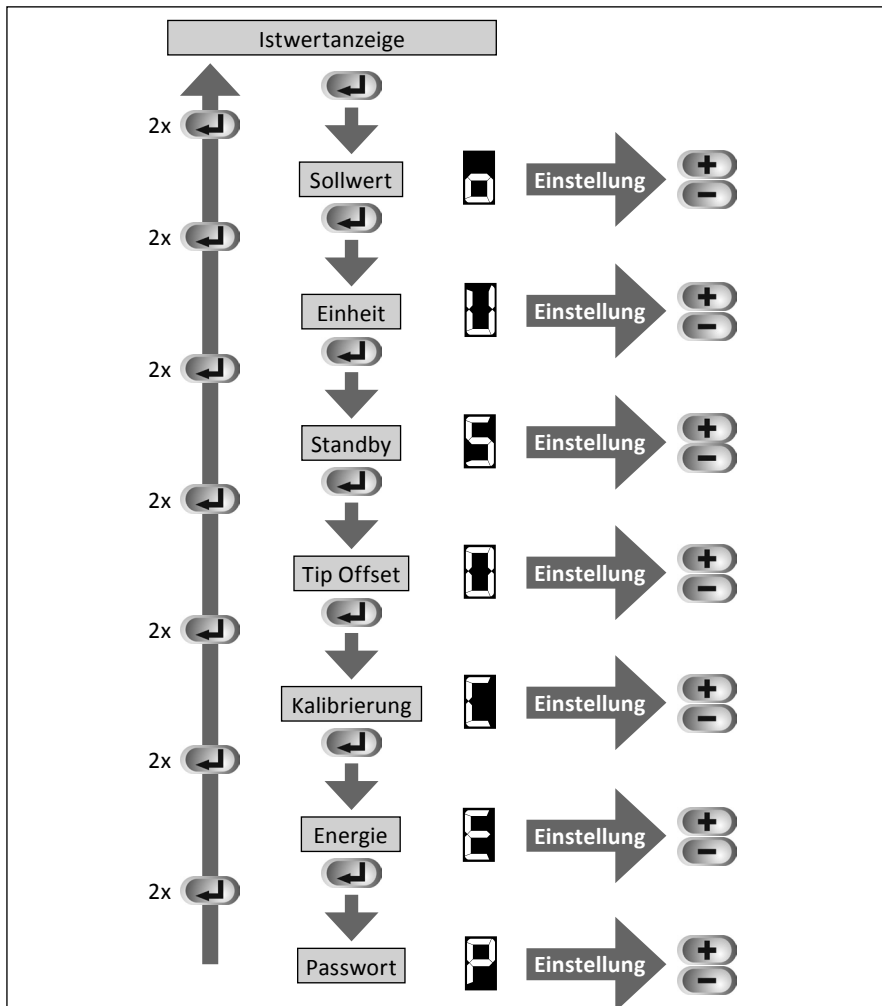 Istwertanzeige
2x
Sollwert o Einstellung + −
2x
Einheit U Einstellung + −
2x
Standby S Einstellung + −
2x
Tip Offset 0 Einstellung + −
2x
Kalibrierung C Einstellung + −
2x
Energie E Einstellung + −
2x
Passwort P Einstellung + −